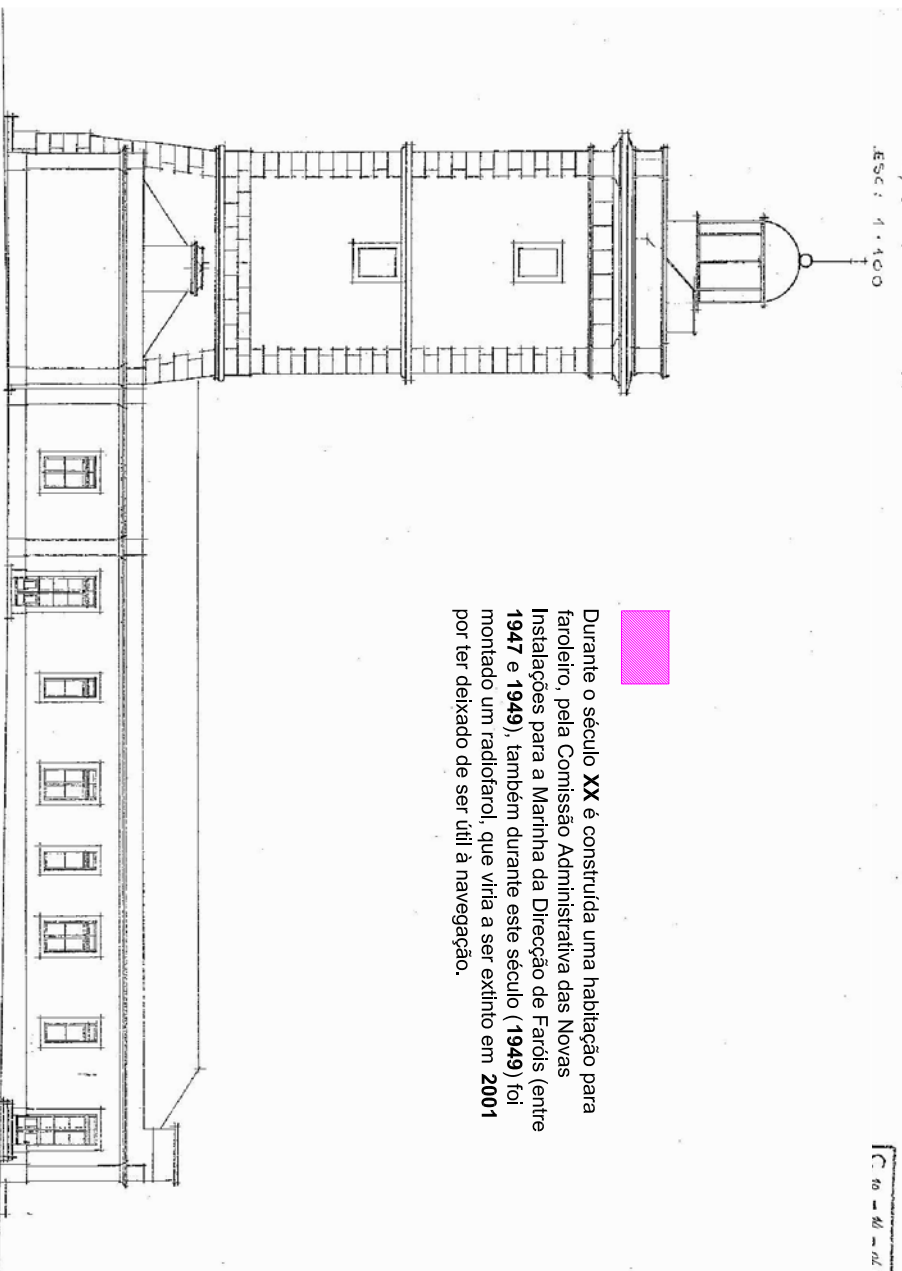 ESC: 1:100
Durante o século XX é construída uma habitação para
faroleiro, pela Comissão Administrativa das Novas
Instalações para a Marinha da Direcção de Faróis (entre
1947 e 1949), também durante este século (1949) foi
montado um radiofarol, que viria a ser extinto em 2001
por ter deixado de ser útil à navegação.